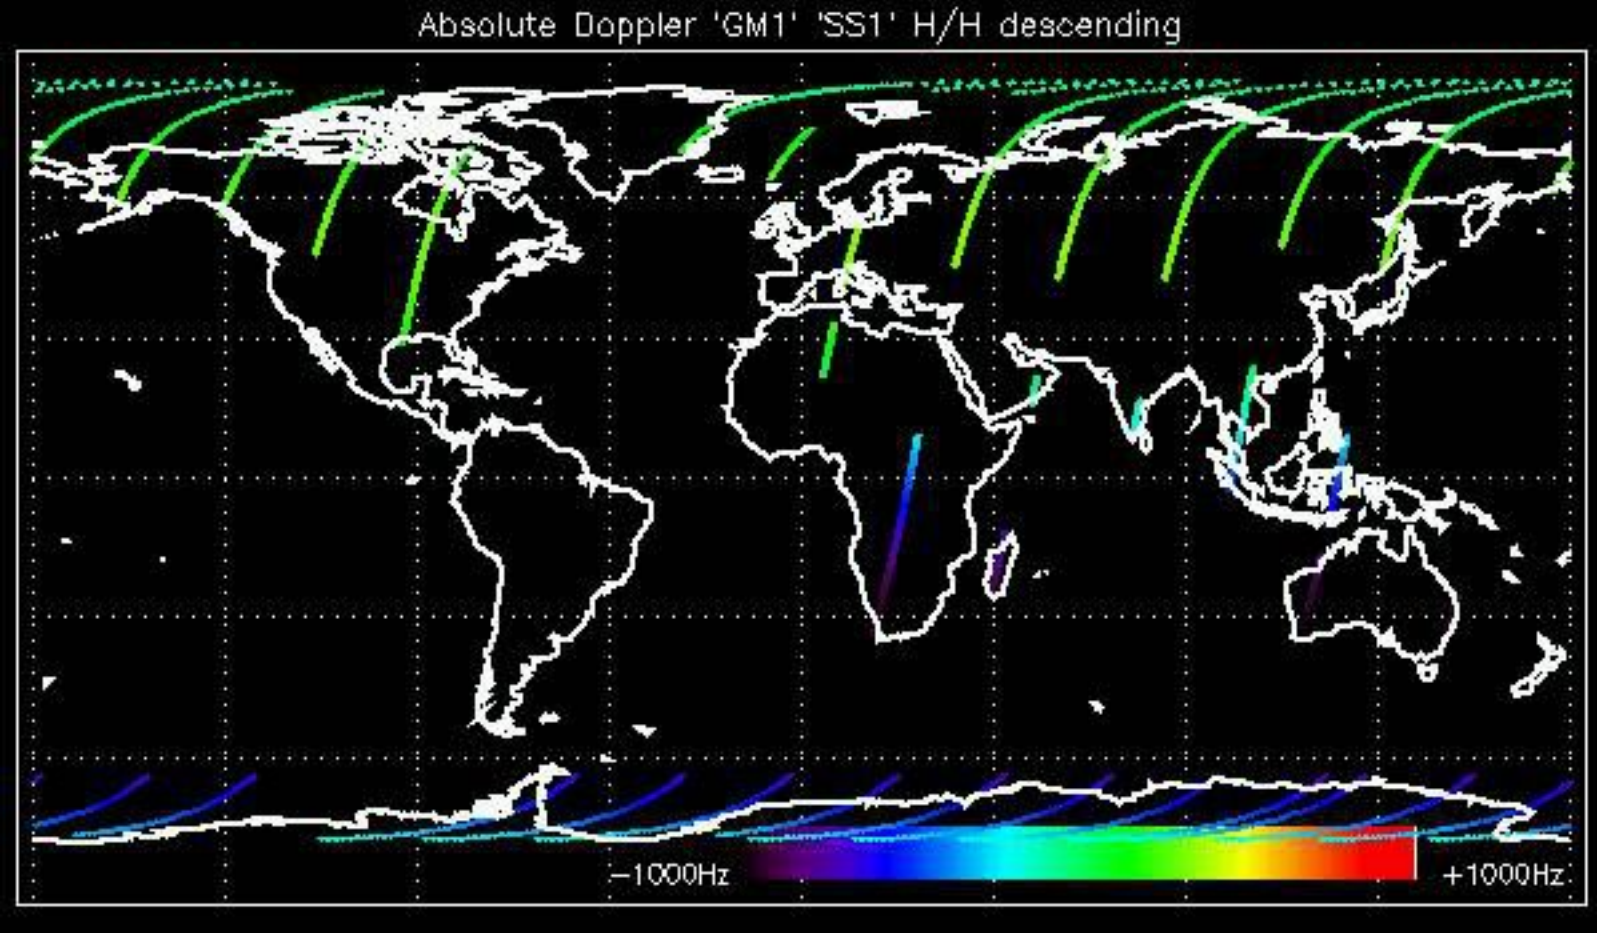 Absolute Doppler 'GM1' 'SS1' H/H descending
-1000Hz
+1000Hz